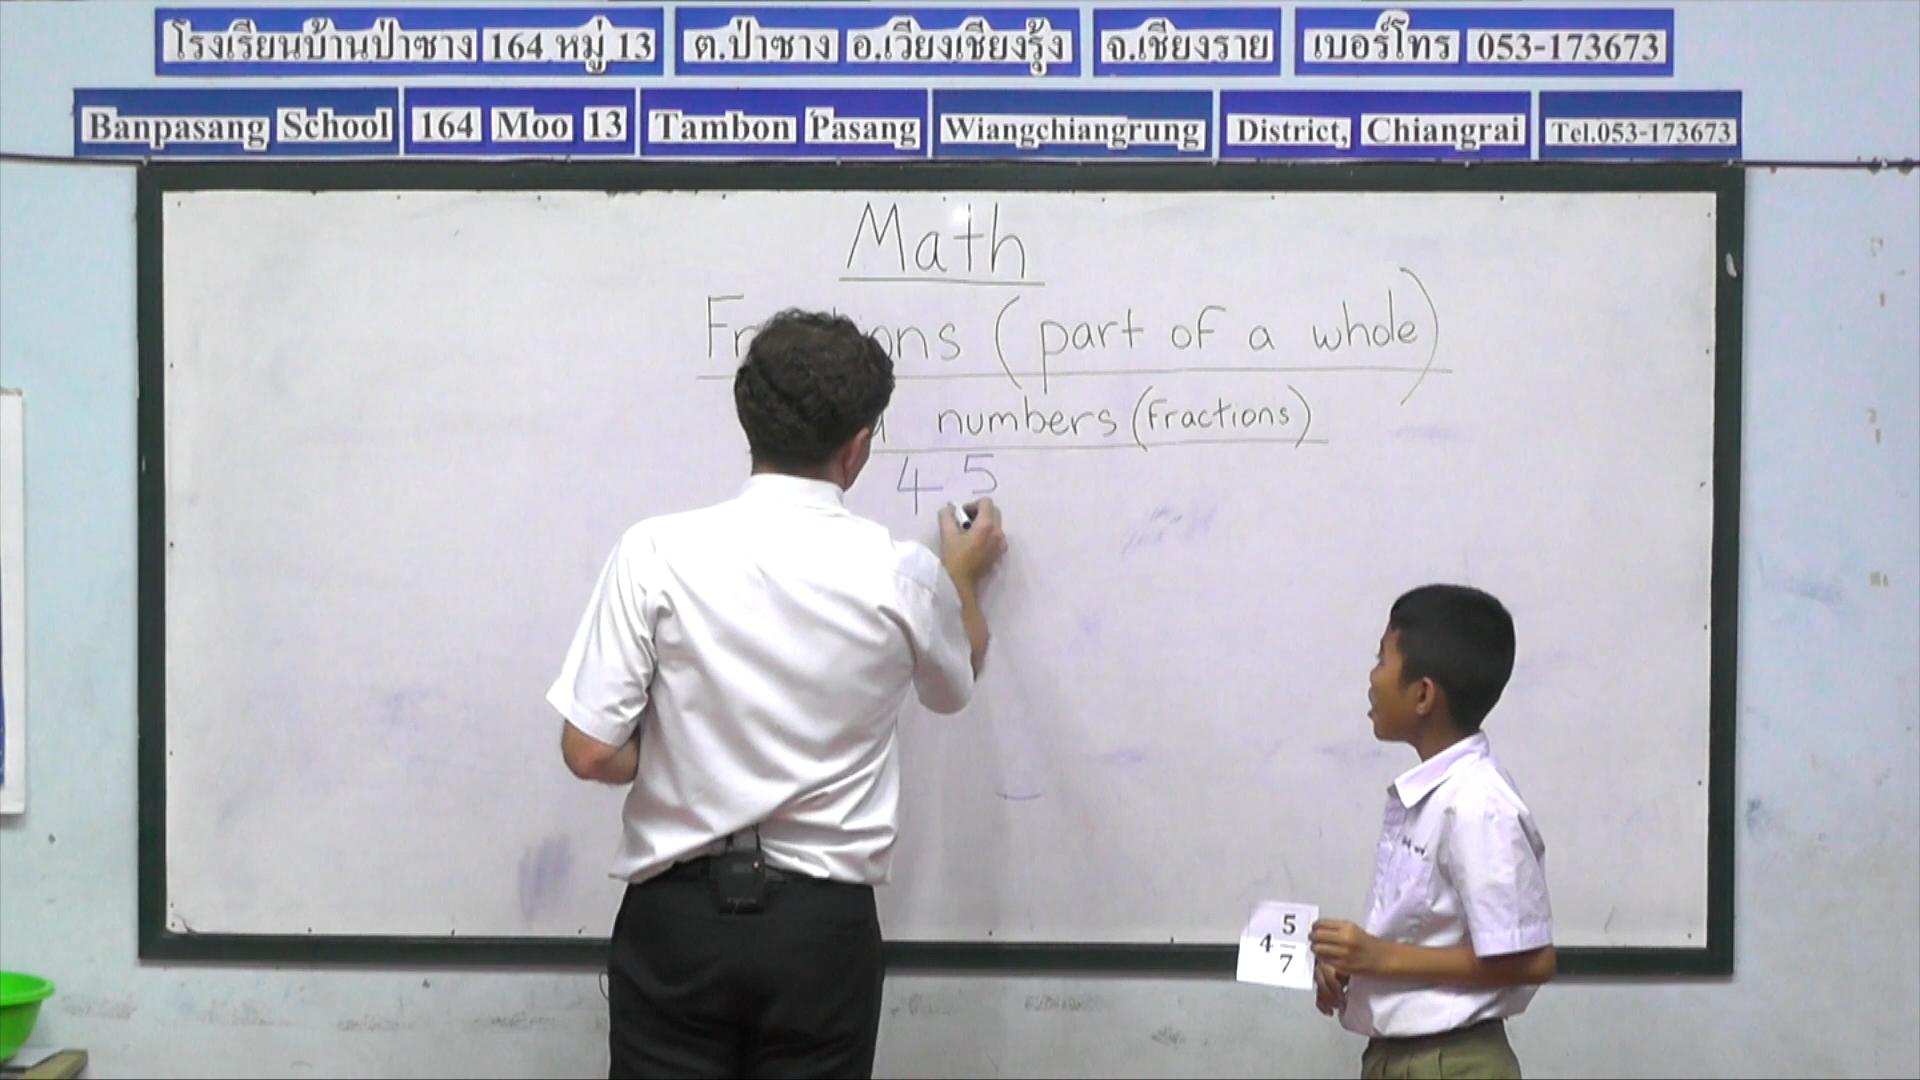 โรงเรียนบ้านป่าซาง 164 หมู่ 13 ต.ป่าซาง อ.เวียงเชียงรุ้ง จ.เชียงราย เบอร์โทร 053-173673
Banpasang School 164 Moo 13 Tambon Pasang Wiangchiangrung District, Chiangrai Tel.053-173673
Math
(part of a whole)
numbers (Fractions)
4 5
4 5
7